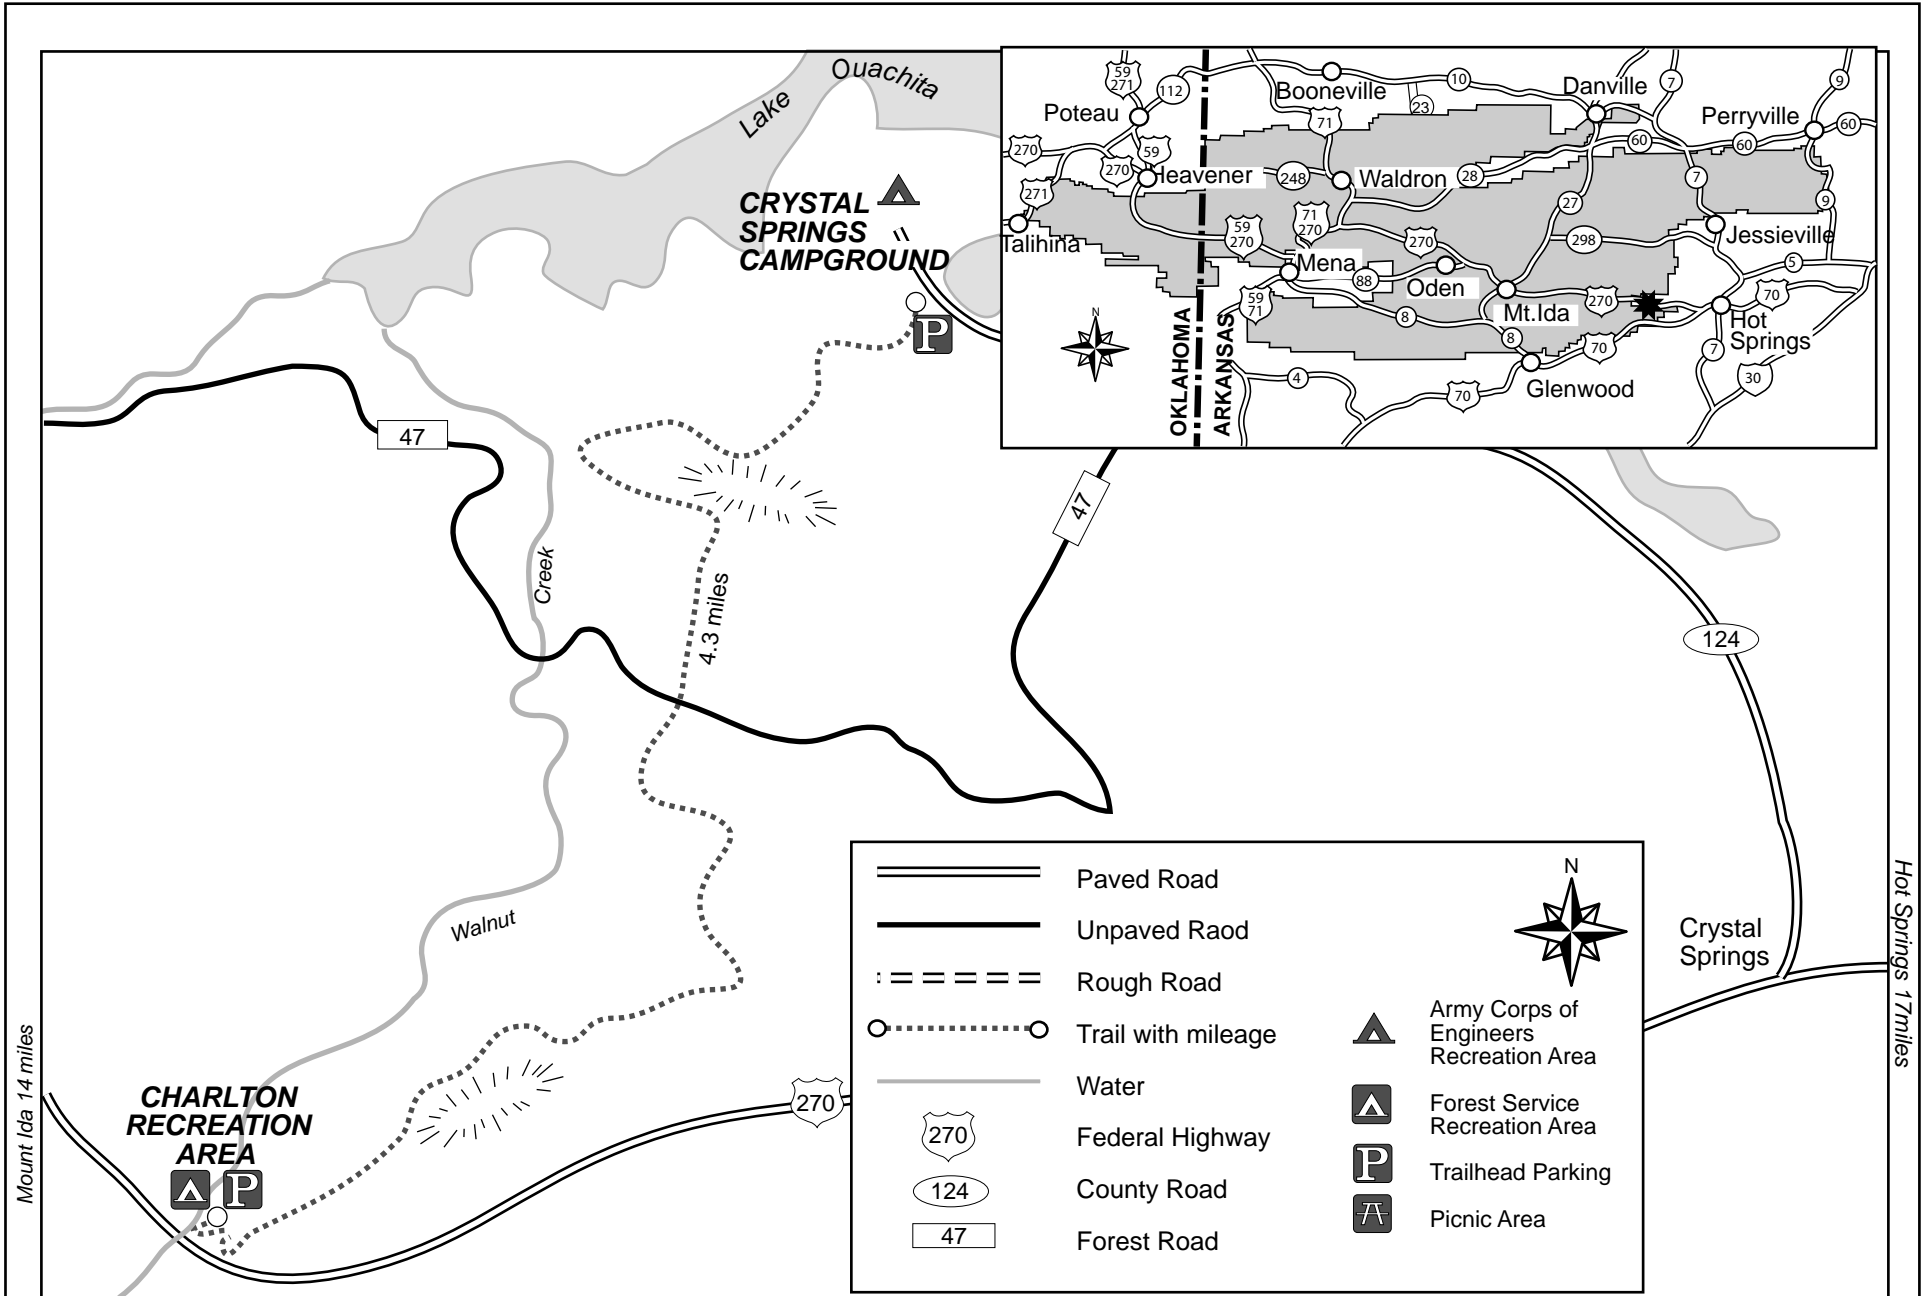 Lake
Ouachita
CRYSTAL
SPRINGS
CAMPGROUND
P
47
Creek
4.3 miles
47
124
Walnut
Crystal
Springs
Hot Springs 17miles
Mount Ida 14 miles
CHARLTON
RECREATION
AREA
P
270
59
271
112
Poteau
270
59
270
Heavener
271
Talihina
Booneville
10
23
71
Danville
7
9
Perryville
60
60
60
248
Waldron
28
7
27
9
59
270
71
270
270
298
Jessieville
Mena
88
Oden
5
59
71
8
Mt.Ida
270
70
Hot
Springs
8
70
7
30
4
70
Glenwood
N
OKLAHOMA
ARKANSAS
Paved Road
Unpaved Raod
Rough Road
Trail with mileage
Water
270
Federal Highway
124
County Road
47
Forest Road
N
Army Corps of
Engineers
Recreation Area
Forest Service
Recreation Area
P
Trailhead Parking
Picnic Area